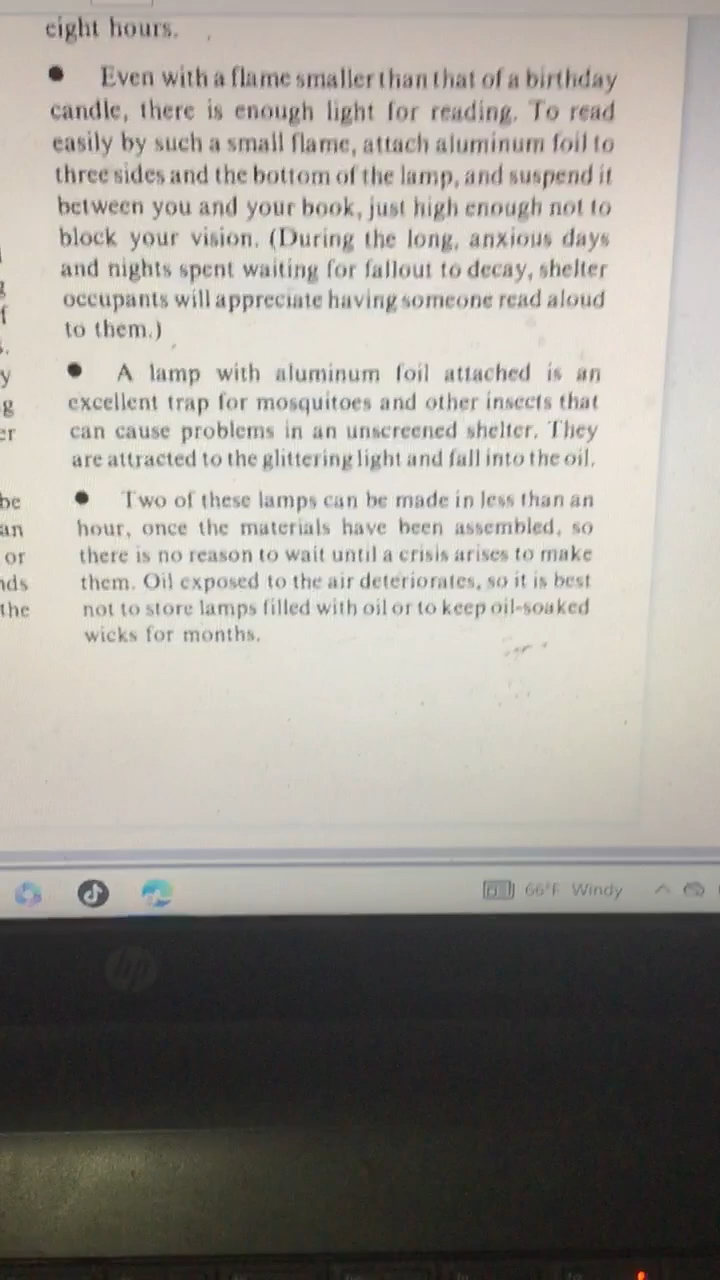 eight hours.
• Even with a flame smaller than that of a birthday
candle, there is enough light for reading. To read
easily by such a small flame, attach aluminum foil to
three sides and the bottom of the lamp, and suspend it
between you and your book, just high enough not to
block your vision. (During the long, anxious days
and nights spent waiting for fallout to decay, shelter
occupants will appreciate having someone read aloud
to them.)
• A lamp with aluminum foil attached is an
excellent trap for mosquitoes and other insects that
can cause problems in an unscreened shelter. They
are attracted to the glittering light and fall into the oil.
• Two of these lamps can be made in less than an
hour, once the materials have been assembled, so
there is no reason to wait until a crisis arises to make
them. Oil exposed to the air deteriorates, so it is best
not to store lamps filled with oil or to keep oil-soaked
wicks for months.
f
s.
y
g
er
be
an
or
nds
the
66°F Windy
hp